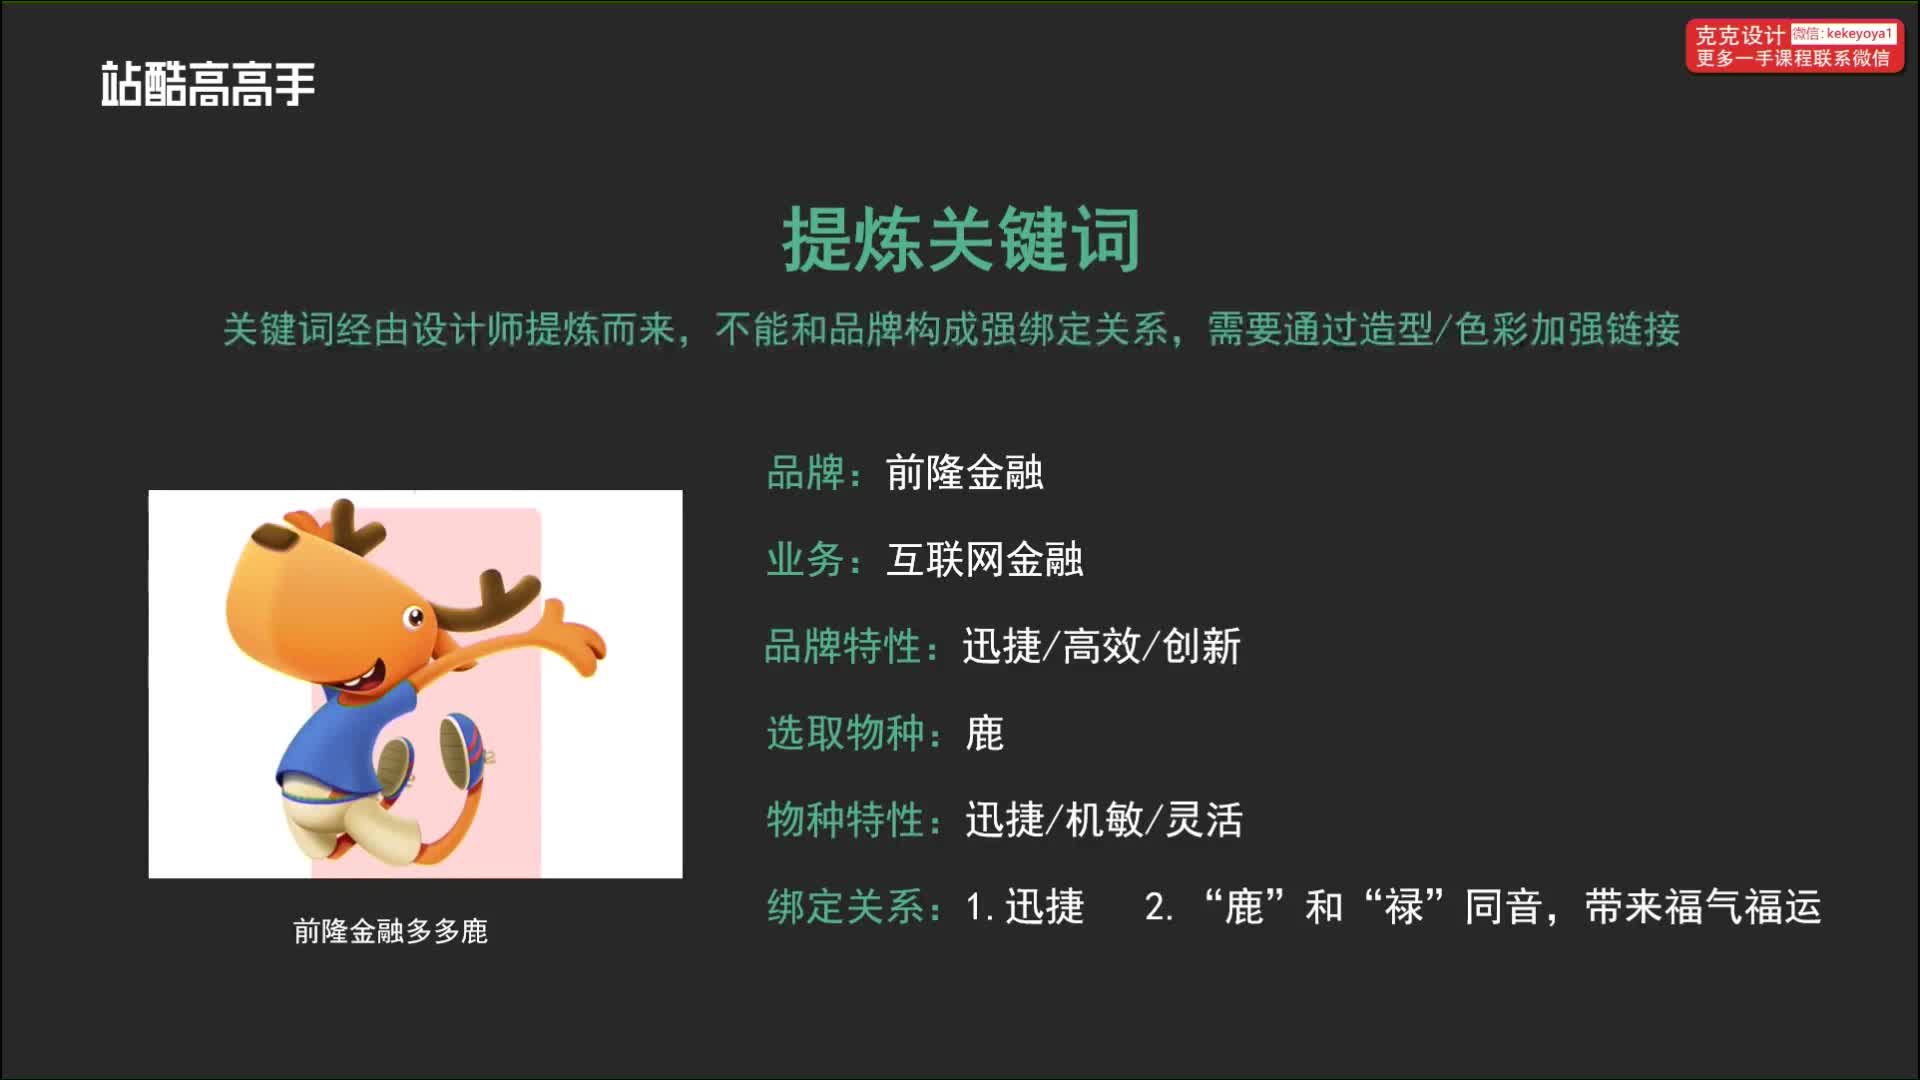 站酷高高手
克克设计 微信:kekeyoya1
更多一手课程联系微信
提炼关键词
关键词经由设计师提炼而来，不能和品牌构成强绑定关系，需要通过造型/色彩加强链接
品牌：前隆金融
业务：互联网金融
品牌特性：迅捷/高效/创新
选取物种：鹿
物种特性：迅捷/机敏/灵活
绑定关系：1.迅捷 2.“鹿”和“禄”同音，带来福气福运
前隆金融多多鹿